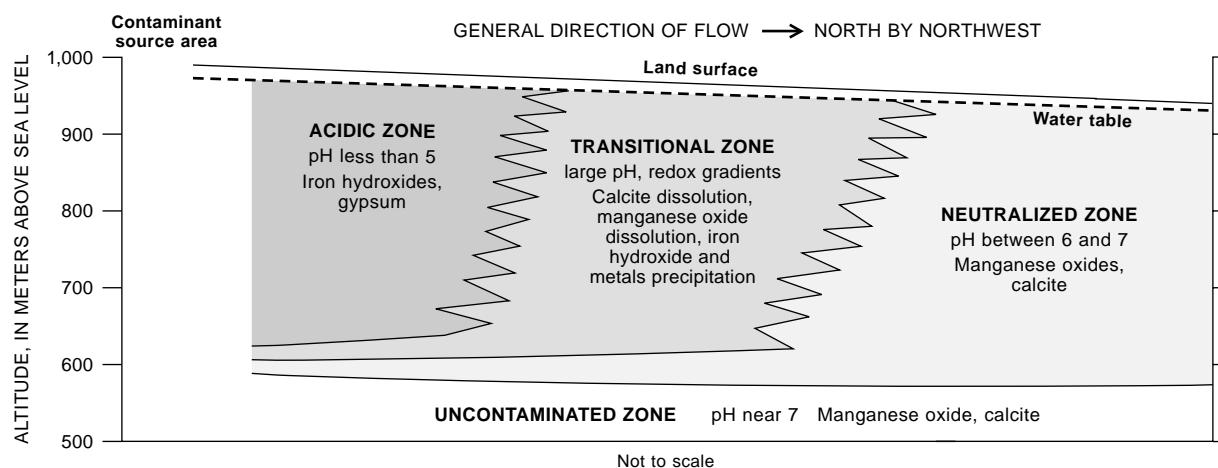 Contaminant
source area
GENERAL DIRECTION OF FLOW → NORTH BY NORTHWEST
ALTITUDE, IN METERS ABOVE SEA LEVEL
1,000
900
800
700
600
500
Land surface
Water table
ACIDIC ZONE
pH less than 5
Iron hydroxides,
gypsum
TRANSITIONAL ZONE
large pH, redox gradients
Calcite dissolution,
manganese oxide
dissolution, iron
hydroxide and
metals precipitation
NEUTRALIZED ZONE
pH between 6 and 7
Manganese oxides,
calcite
UNCONTAMINATED ZONE pH near 7 Manganese oxide, calcite
Not to scale